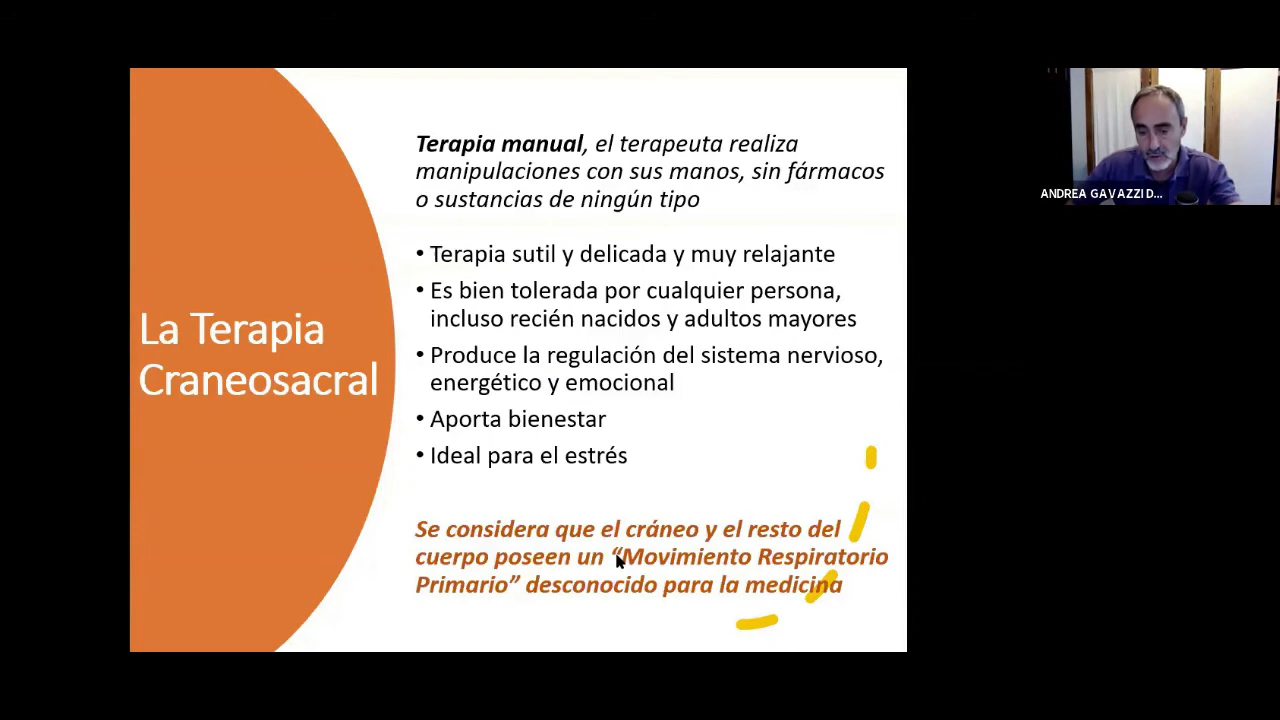 La Terapia
Craneosacral
Terapia manual, el terapeuta realiza
manipulaciones con sus manos, sin fármacos
o sustancias de ningún tipo
• Terapia sutil y delicada y muy relajante
• Es bien tolerada por cualquier persona,
incluso recién nacidos y adultos mayores
• Produce la regulación del sistema nervioso,
energético y emocional
• Aporta bienestar
• Ideal para el estrés
Se considera que el cráneo y el resto del
cuerpo poseen un “Movimiento Respiratorio
Primario” desconocido para la medicina
ANDREA GAVAZZI D...